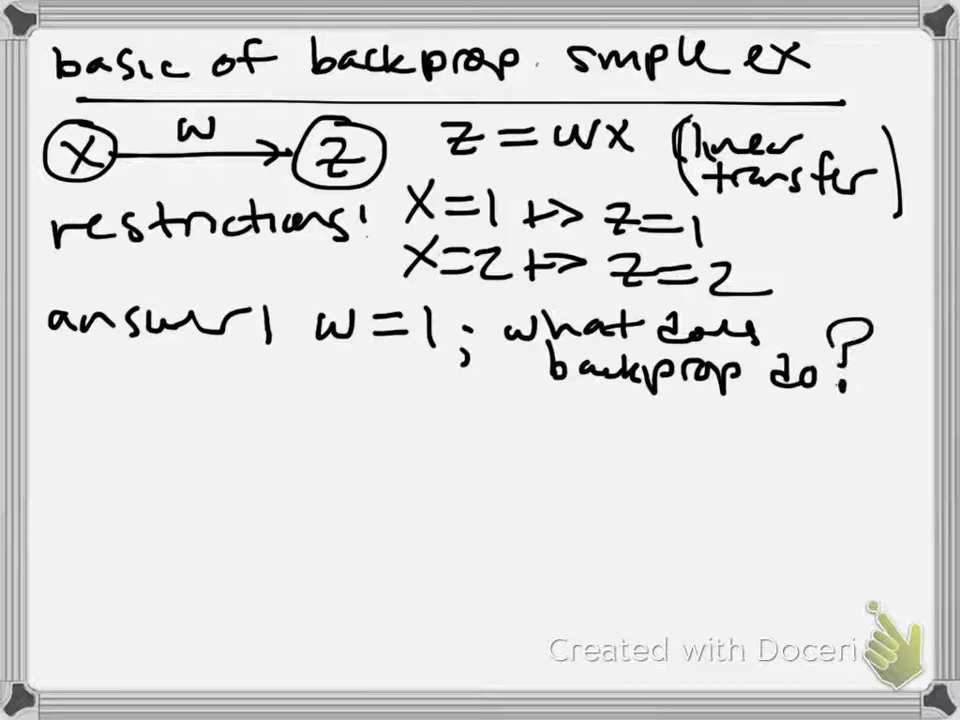 basic of backprop. simple ex
x w z z = wx (linear transfer)
restrictions: x=1 ↦ z=1
x=2 ↦ z=2
answer! w=1; what does
backprop do?
Created with Doceri